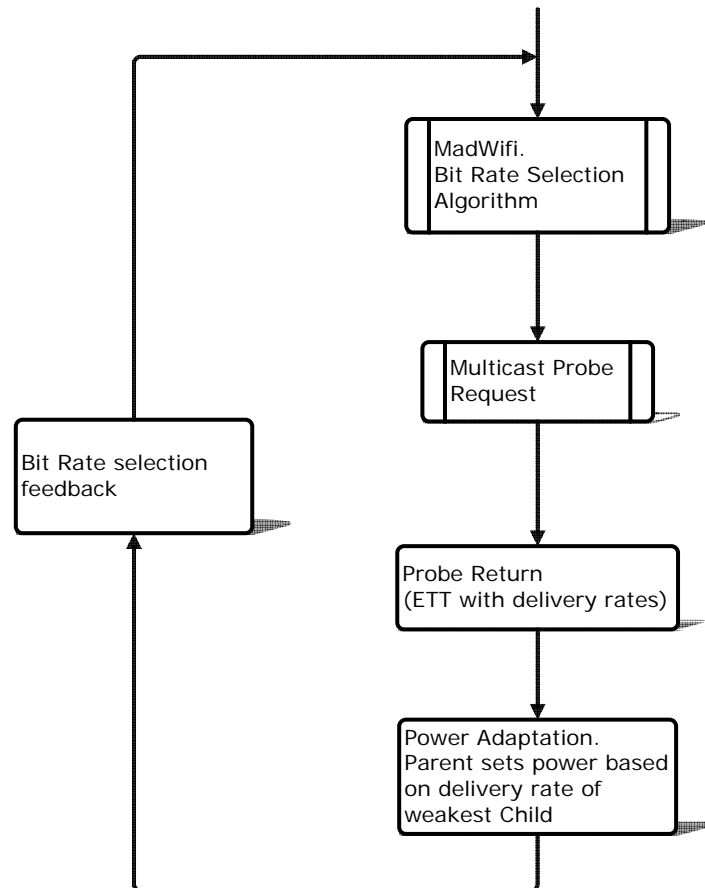 MadWifi.
Bit Rate Selection
Algorithm
Multicast Probe
Request
Bit Rate selection
feedback
Probe Return
(ETT with delivery rates)
Power Adaptation.
Parent sets power based
on delivery rate of
weakest Child